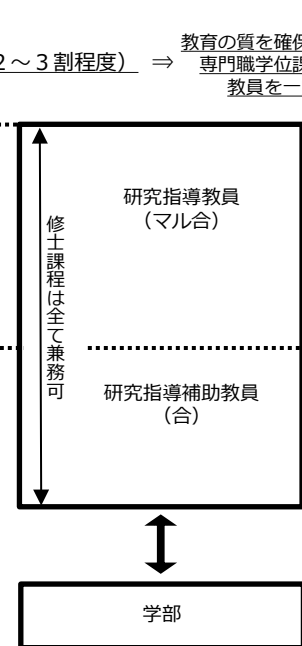 2～3割程度） ⇒ 教育の質を確保
専門職学位課
教員を一
研究指導教員
（マル合）
修士課程は全て兼務可
研究指導補助教員
（合）
学部